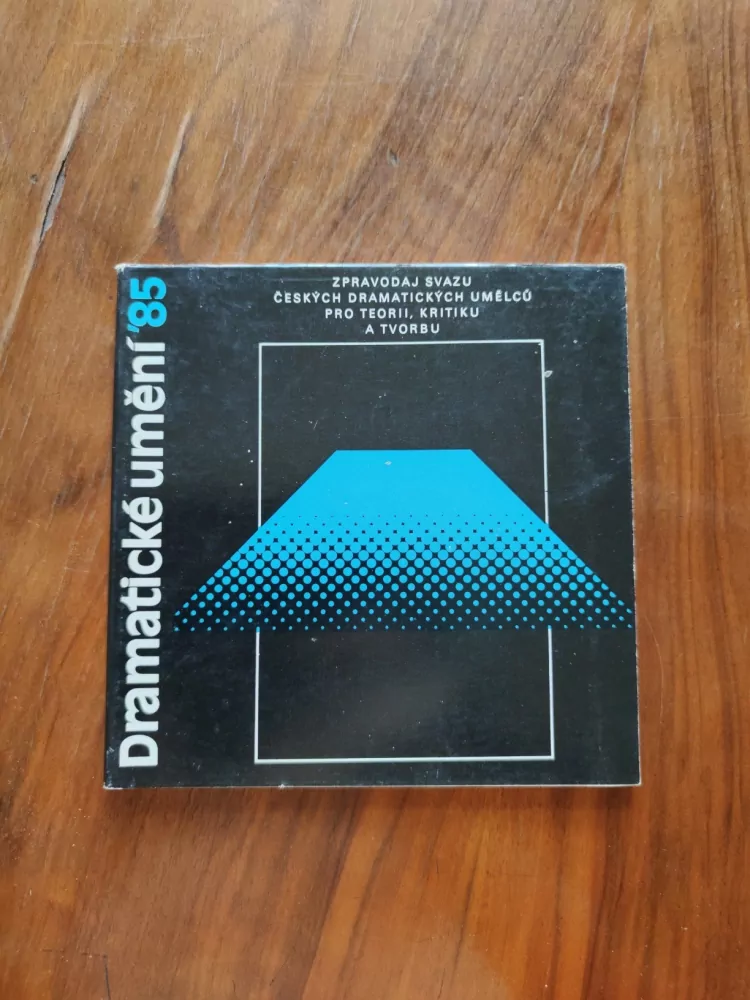 ZPRAVODAJ SVAZU
ČESKÝCH DRAMATICKÝCH UMĚLCŮ
PRO TEORII, KRITIKU
A TVORBU
Dramatické umění '85